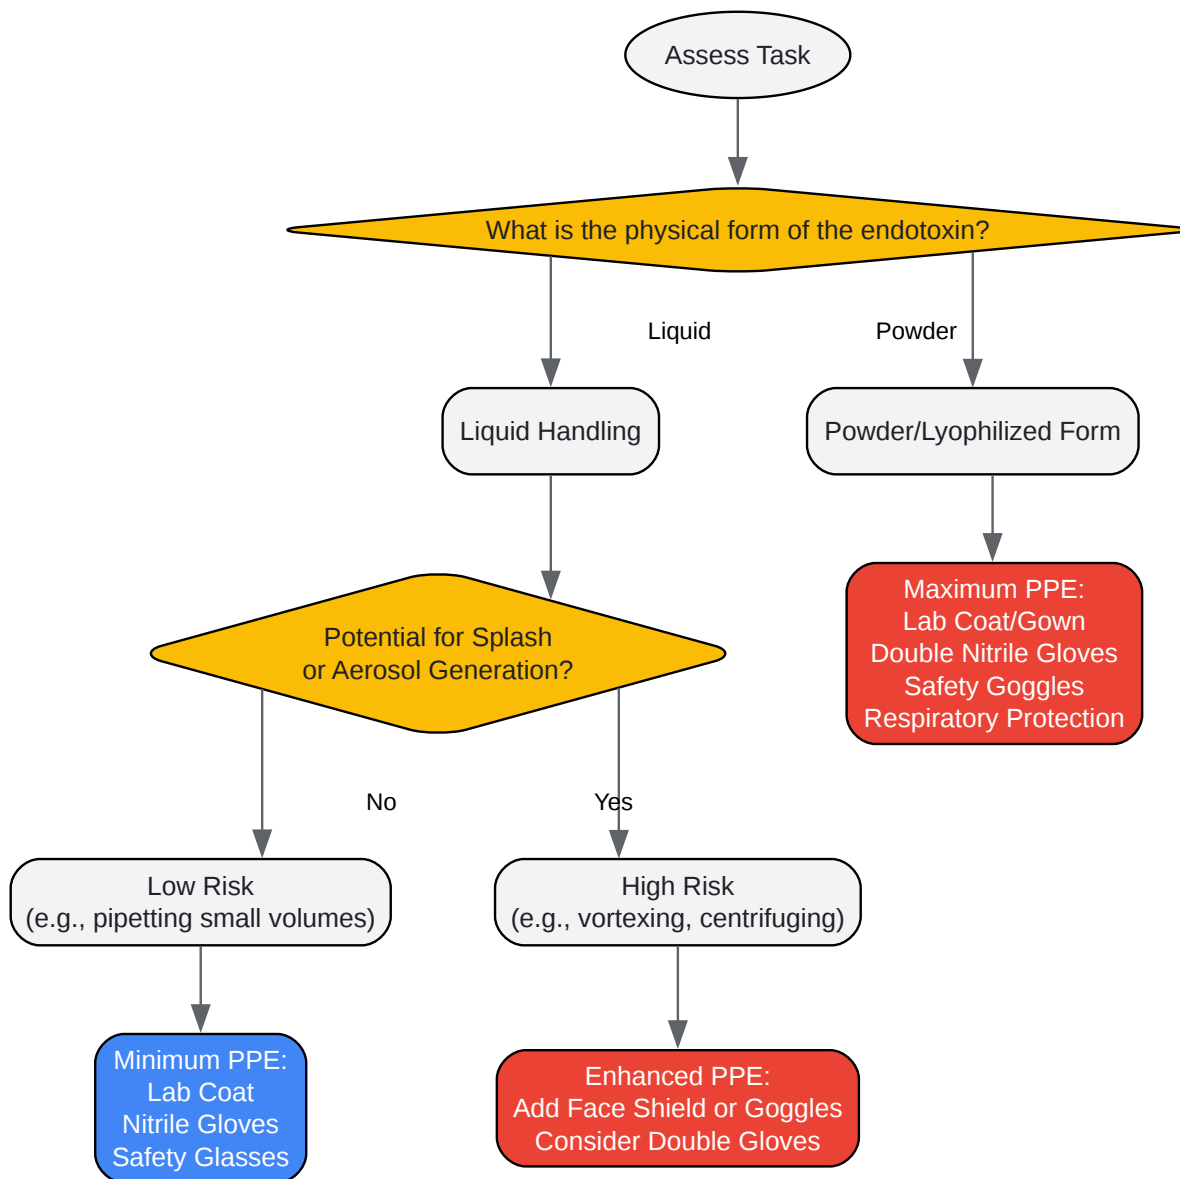 Assess Task
What is the physical form of the endotoxin?
Liquid
Powder
Liquid Handling
Powder/Lyophilized Form
Maximum PPE:
Lab Coat/Gown
Double Nitrile Gloves
Safety Goggles
Respiratory Protection
Potential for Splash
or Aerosol Generation?
No
Yes
Low Risk
(e.g., pipetting small volumes)
High Risk
(e.g., vortexing, centrifuging)
Minimum PPE:
Lab Coat
Nitrile Gloves
Safety Glasses
Enhanced PPE:
Add Face Shield or Goggles
Consider Double Gloves